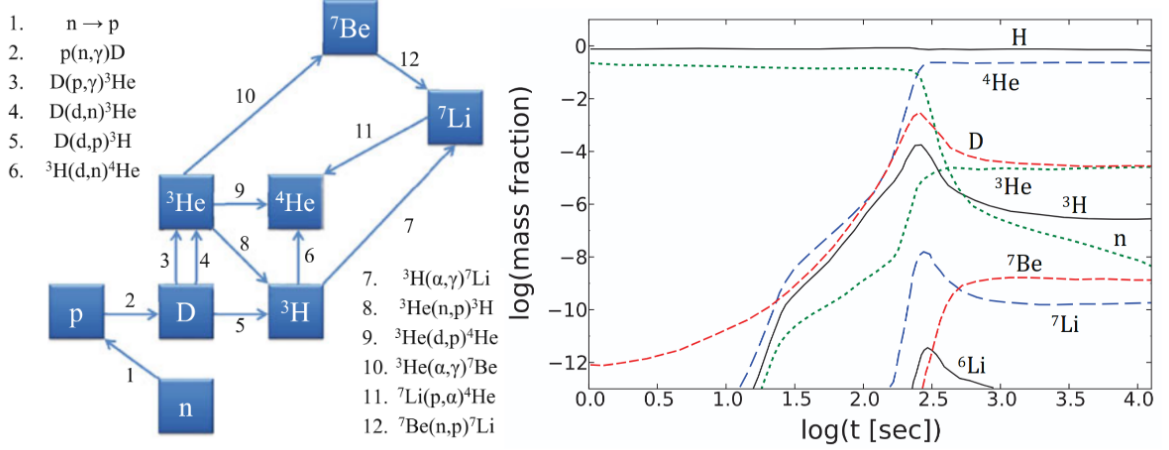 1. n → p
2. p(n,γ)D
3. D(p,γ)³He
4. D(d,n)³He
5. D(d,p)³H
6. ³H(d,n)⁴He
⁷Be
12
⁷Li
10
11
³He
9
⁴He
7
8
3
4
6
p
2
D
5
³H
1
n
7. ³H(α,γ)⁷Li
8. ³He(n,p)³H
9. ³He(d,p)⁴He
10. ³He(α,γ)⁷Be
11. ⁷Li(p,α)⁴He
12. ⁷Be(n,p)⁷Li
log(mass fraction)
0
−2
−4
−6
−8
−10
−12
H
⁴He
D
³He
³H
n
⁷Be
⁷Li
⁶Li
0.0 0.5 1.0 1.5 2.0 2.5 3.0 3.5 4.0
log(t [sec])